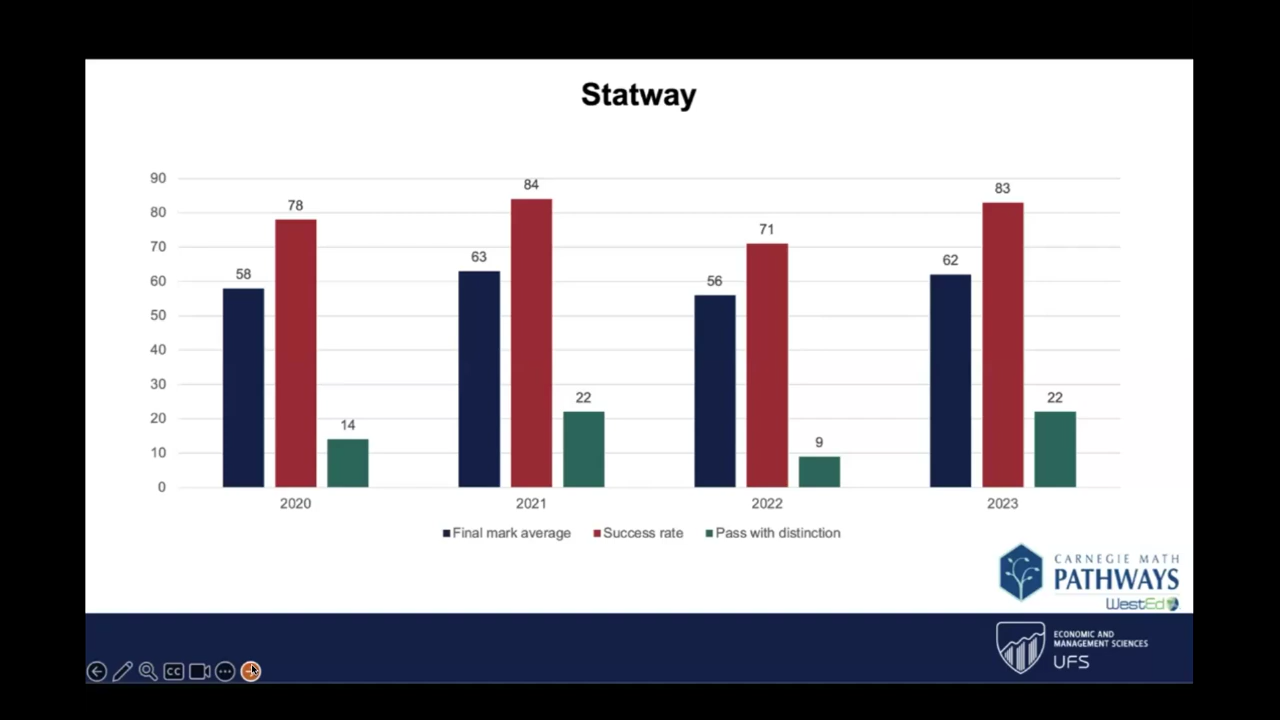 Statway
90
80
70
60
50
40
30
20
10
0
58
78
14
63
84
22
56
71
9
62
83
22
2020
2021
2022
2023
Final mark average
Success rate
Pass with distinction
CARNEGIE MATH
PATHWAYS
WestEd
ECONOMIC AND
MANAGEMENT SCIENCES
UFS
CC